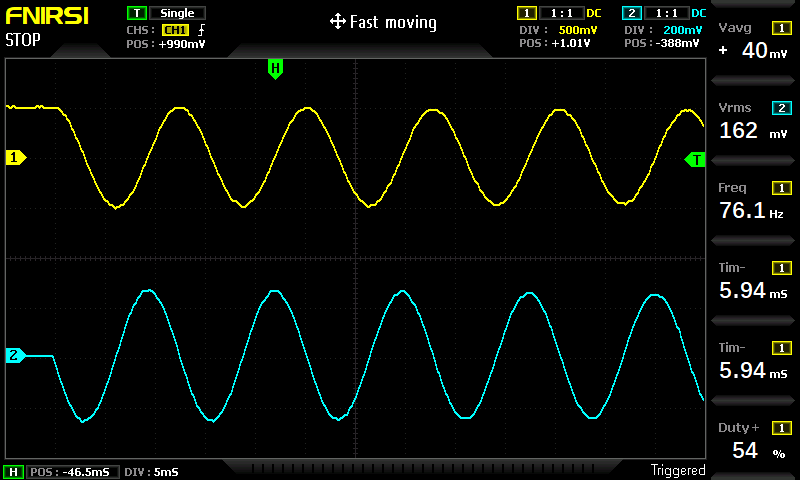 FNIRSI
STOP
T Single
CHS: CH1
POS: +990mV
Fast moving
1 1:1 DC
DIV: 500mV
POS: +1.01V
2 1:1 DC
DIV: 200mV
POS: -388mV
Vavg 1
+ 40 mV
Vrms 2
162 mV
Freq 1
76.1 Hz
Tim- 1
5.94 mS
Tim- 1
5.94 mS
Duty+ 1
54 %
H
1
T
2
H POS: -46.5mS DIV: 5mS
Triggered